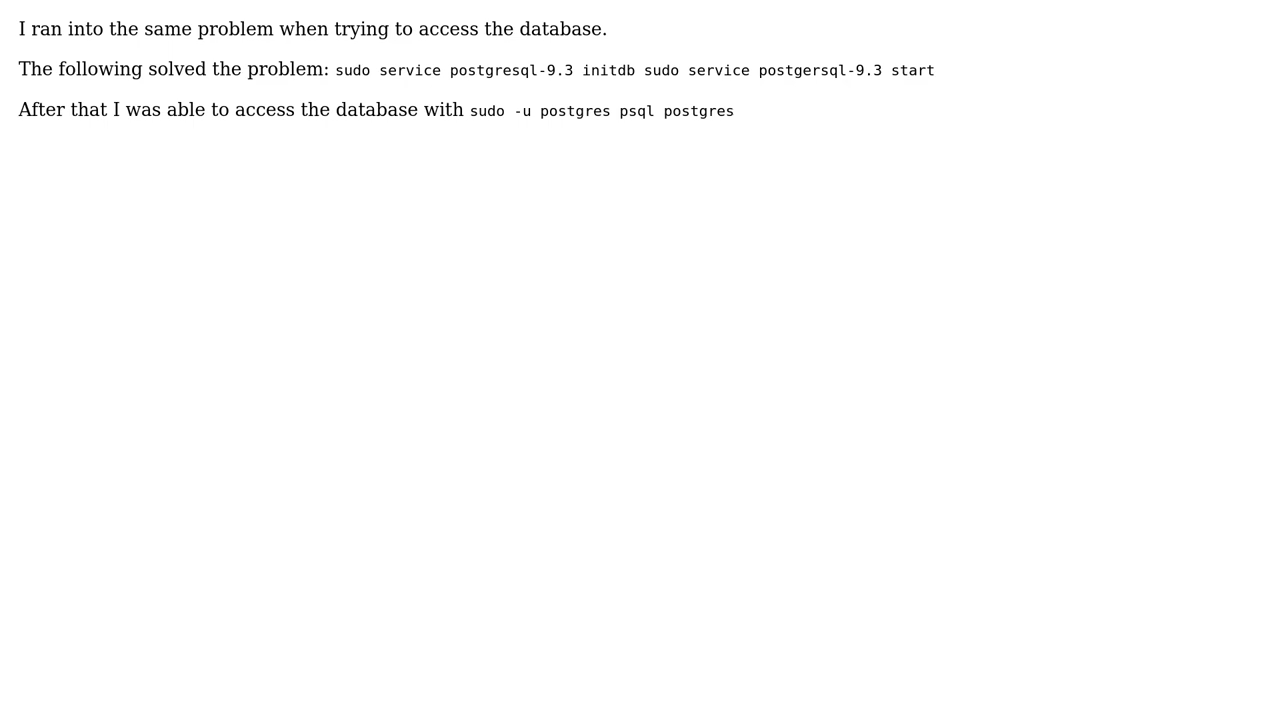 I ran into the same problem when trying to access the database.
The following solved the problem: sudo service postgresql-9.3 initdb sudo service postgersql-9.3 start
After that I was able to access the database with sudo -u postgres psql postgres